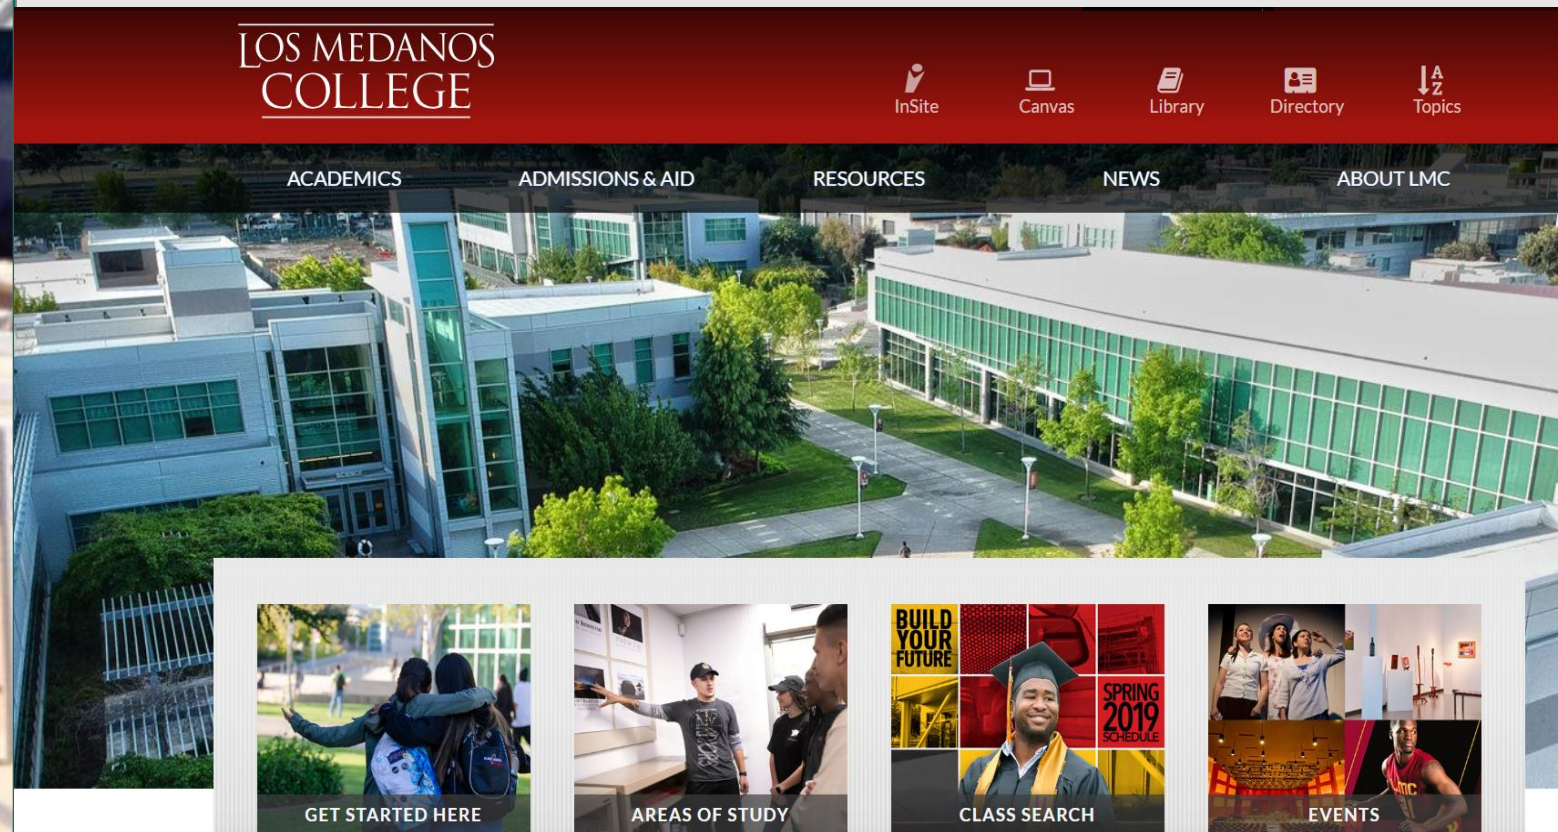 LOS MEDANOS
COLLEGE
InSite
Canvas
Library
Directory
A
Z
Topics
ACADEMICS
ADMISSIONS & AID
RESOURCES
NEWS
ABOUT LMC
BUILD
YOUR
FUTURE
SPRING
2019
SCHEDULE
LMC
GET STARTED HERE
AREAS OF STUDY
CLASS SEARCH
EVENTS